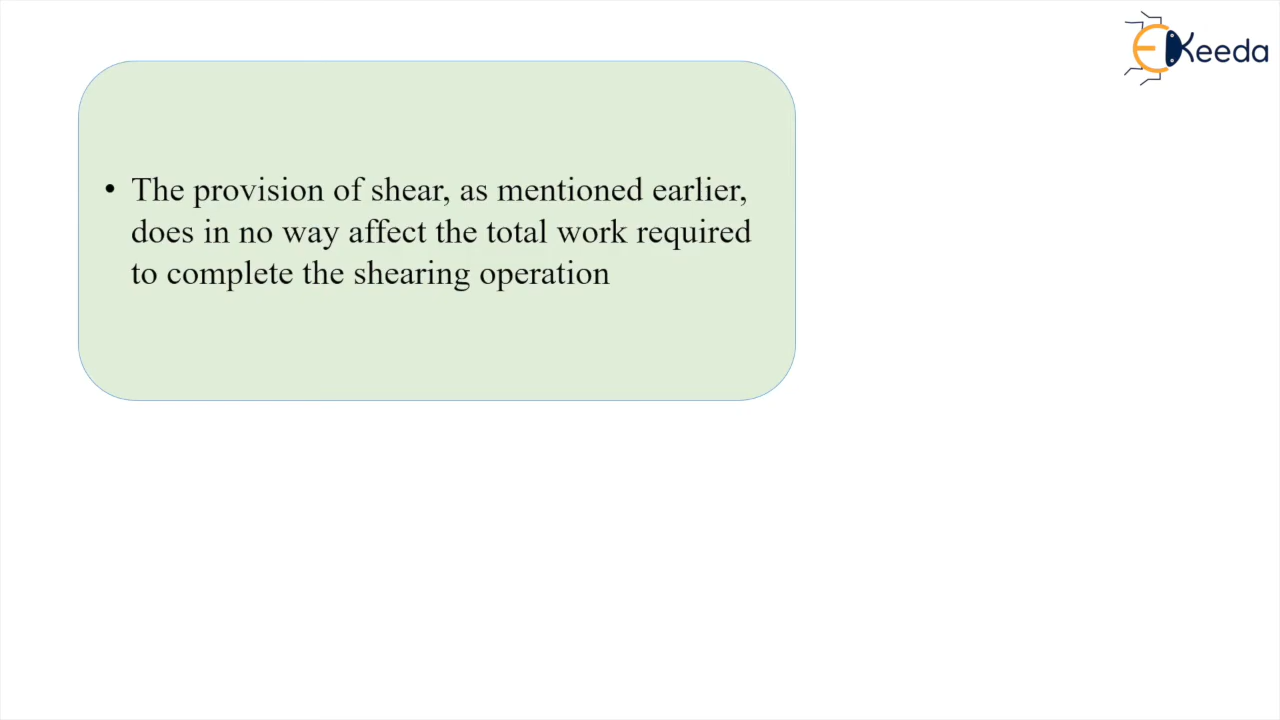 EKeeda
• The provision of shear, as mentioned earlier,
does in no way affect the total work required
to complete the shearing operation